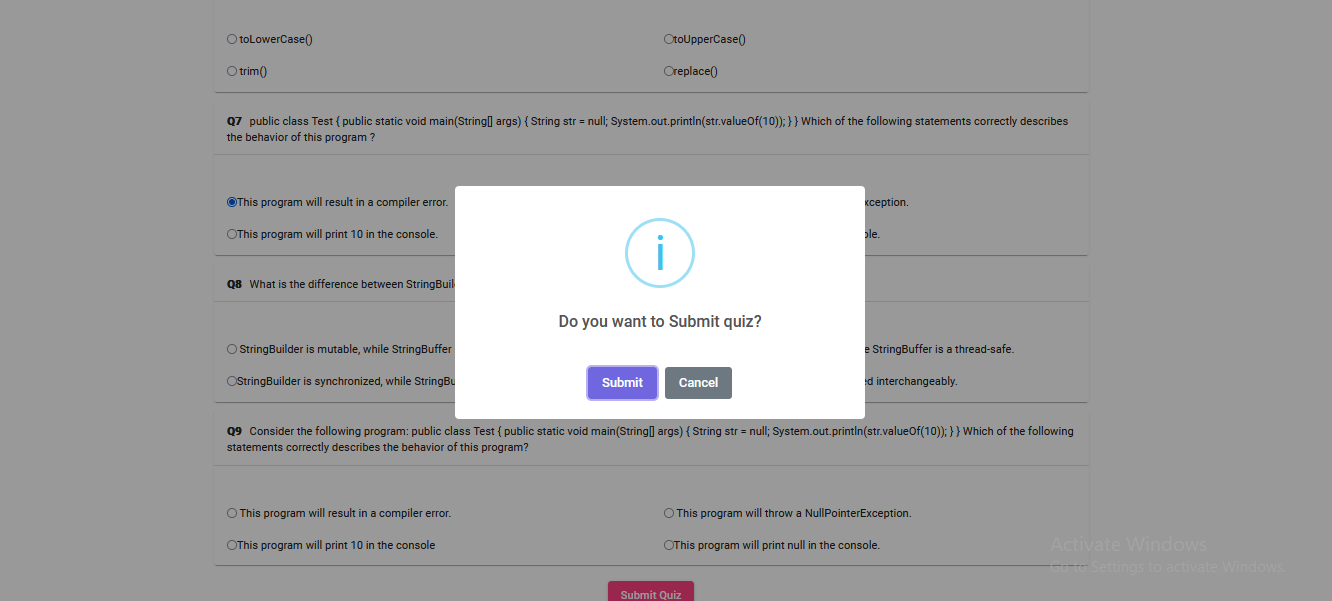 toLowerCase()
toUpperCase()
trim()
replace()
Q7 public class Test { public static void main(String[] args) { String str = null; System.out.println(str.valueOf(10)); } } Which of the following statements correctly describes
the behavior of this program ?
This program will result in a compiler error.
xception.
This program will print 10 in the console.
ole.
Q8 What is the difference between StringBuil
StringBuilder is mutable, while StringBuffer
e StringBuffer is a thread-safe.
StringBuilder is synchronized, while StringBu
ed interchangeably.
i
Do you want to Submit quiz?
Submit
Cancel
Q9 Consider the following program: public class Test { public static void main(String[] args) { String str = null; System.out.println(str.valueOf(10)); } } Which of the following
statements correctly describes the behavior of this program?
This program will result in a compiler error.
This program will throw a NullPointerException.
This program will print 10 in the console
This program will print null in the console.
Activate Windows
Go to Settings to activate Windows.
Submit Quiz